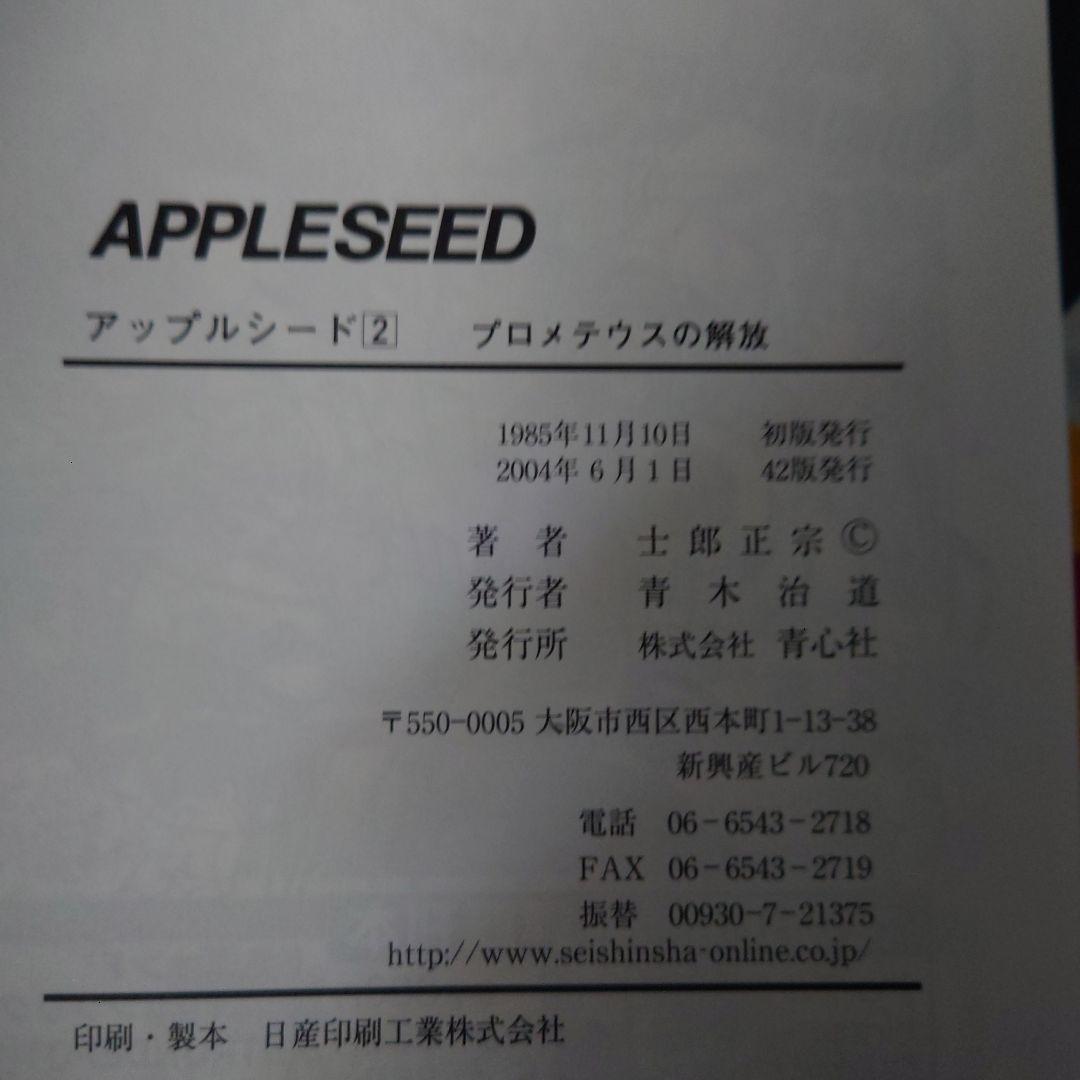 APPLESEED
アップルシード2 プロメテウスの解放
1985年11月10日 初版発行
2004年 6月 1日 42版発行
著 者 士郎正宗©
発行者 青木治道
発行所 株式会社 青心社
〒550-0005 大阪市西区西本町1-13-38
新興産ビル720
電話 06-6543-2718
FAX 06-6543-2719
振替 00930-7-21375
http://www.seishinsha-online.co.jp/
印刷・製本 日産印刷工業株式会社